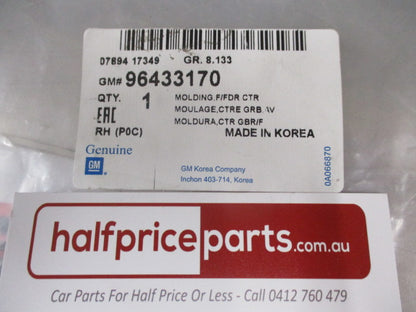 07894 17349 GR. 8.133
GM# 96433170
QTY. 1 MOLDING,F/FDR CTR
EAC MOULAGE,CTRE GRB AV
MOLDURA,CTR GBR/F
RH (P0C) MADE IN KOREA
Genuine
GM
GM Korea Company
Inchon 403-714, Korea
0A066870
halfpriceparts.com.au
Car Parts For Half Price Or Less - Call 0412 760 479